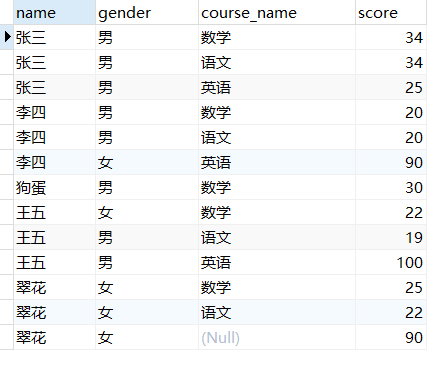 name gender course_name score
张三 男 数学 34
张三 男 语文 34
张三 男 英语 25
李四 男 数学 20
李四 男 语文 20
李四 女 英语 90
狗蛋 男 数学 30
王五 女 数学 22
王五 男 语文 19
王五 男 英语 100
翠花 女 数学 25
翠花 女 语文 22
翠花 女 (Null) 90